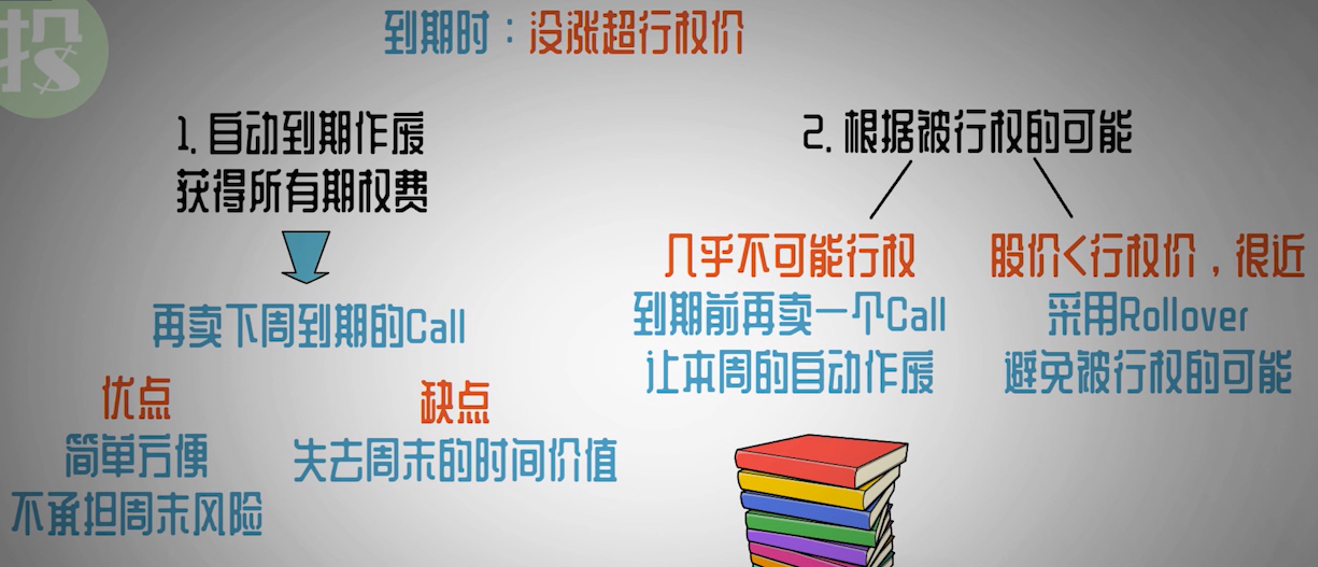 投$
到期时：没涨超行权价
1. 自动到期作废
获得所有期权费
再卖下周到期的Call
优点
简单方便
不承担周末风险
缺点
失去周末的时间价值
2. 根据被行权的可能
几乎不可能行权
到期前再卖一个Call
让本周的自动作废
股价<行权价，很近
采用Rollover
避免被行权的可能